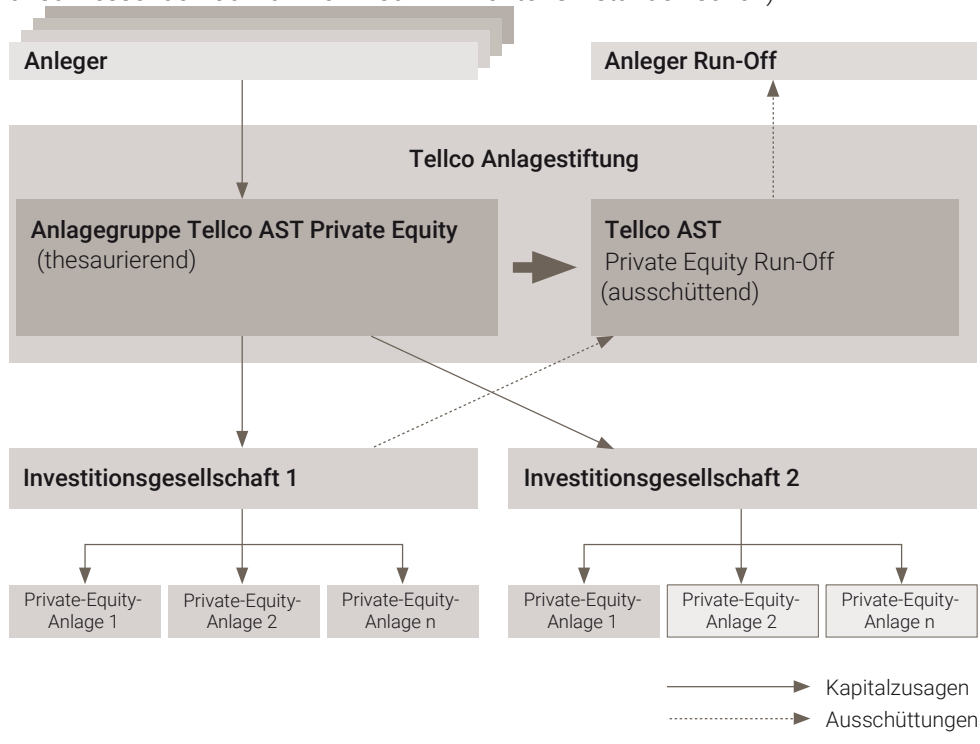 Anleger
Anleger Run-Off
Tellco Anlagestiftung
Anlagegruppe Tellco AST Private Equity
(thesaurierend)
Tellco AST
Private Equity Run-Off
(ausschüttend)
Investitionsgesellschaft 1
Investitionsgesellschaft 2
Private-Equity-
Anlage 1
Private-Equity-
Anlage 2
Private-Equity-
Anlage n
Private-Equity-
Anlage 1
Private-Equity-
Anlage 2
Private-Equity-
Anlage n
Kapitalzusagen
Ausschüttungen